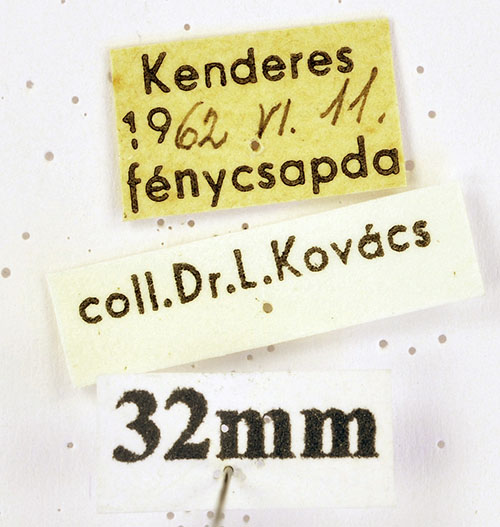 Kenderes
1962 VI. 11.
fénycsapda
coll.Dr.L.Kovács
32mm